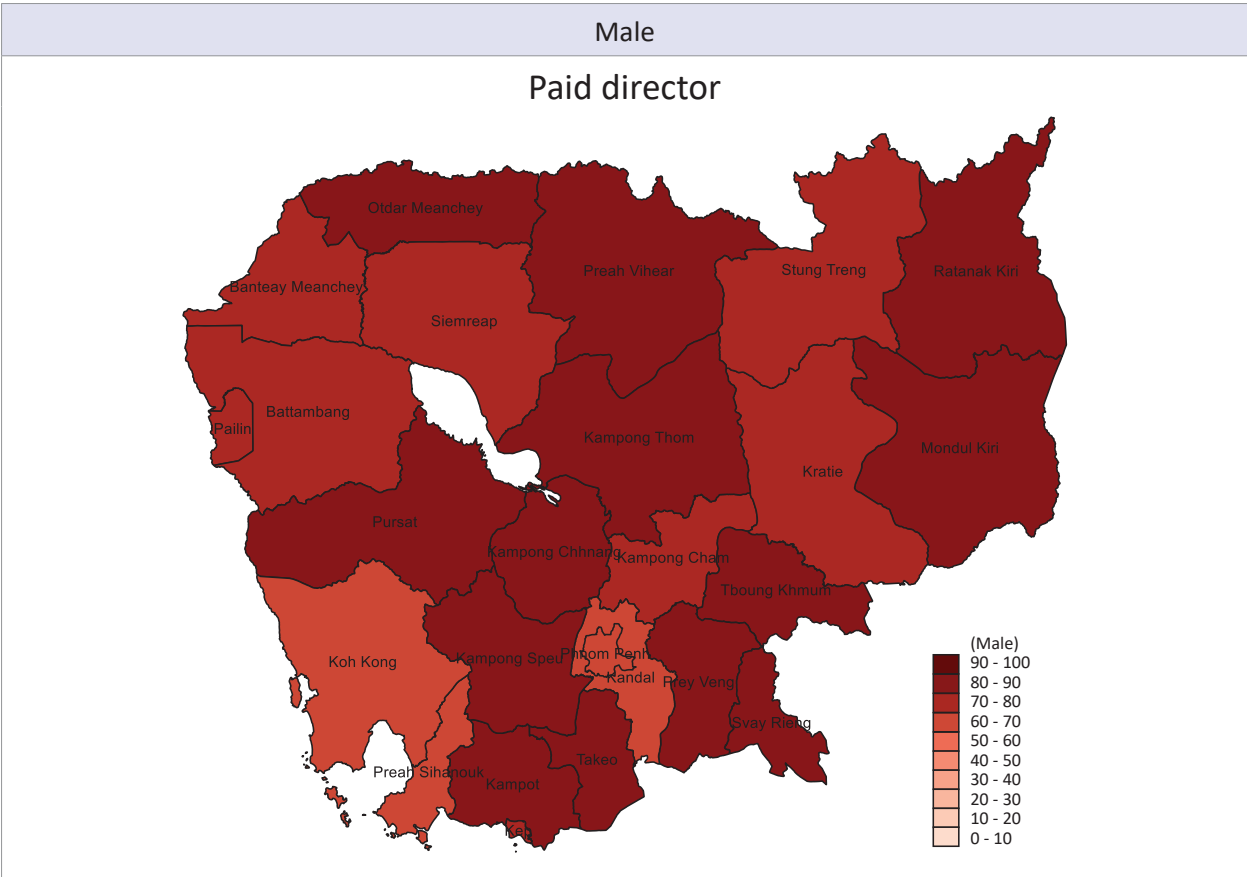 Male
Paid director
Otdar Meanchey
Preah Vihear
Stung Treng
Ratanak Kiri
Banteay Meanchey
Siemreap
Battambang
Pailin
Kampong Thom
Mondul Kiri
Kratie
Pursat
Kampong Chhnang
Kampong Cham
Tboung Khmum
Koh Kong
Kampong Speu
Phnom Penh
Kandal
Prey Veng
Svay Rieng
Takeo
Preah Sihanouk
Kampot
Kep
(Male)
90 - 100
80 - 90
70 - 80
60 - 70
50 - 60
40 - 50
30 - 40
20 - 30
10 - 20
0 - 10